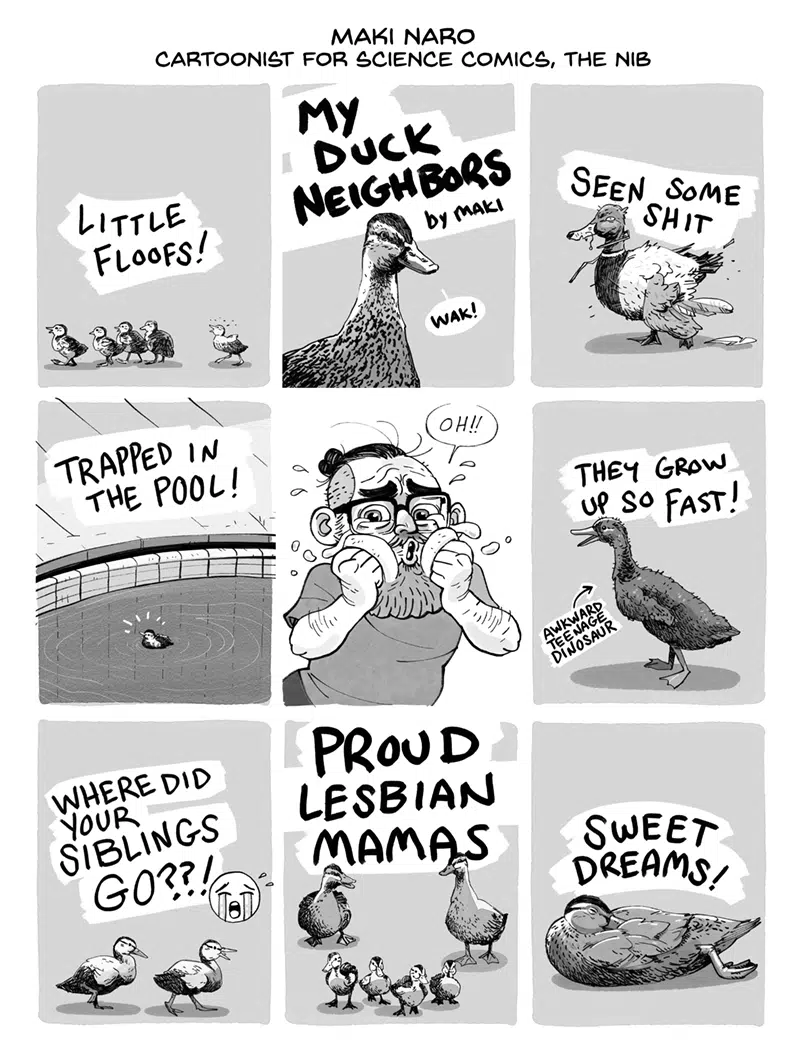 MAKI NARO
CARTOONIST FOR SCIENCE COMICS, THE NIB
LITTLE
FLOOFS!
MY
DUCK
NEIGHBORS
by MAKI
WAK!
SEEN SOME
SHIT
TRAPPED IN
THE POOL!
OH!!
THEY GROW
UP SO FAST!
AWKWARD
TEENAGE
DINOSAUR
WHERE DID
YOUR
SIBLINGS
GO??!
PROUD
LESBIAN
MAMAS
SWEET
DREAMS!